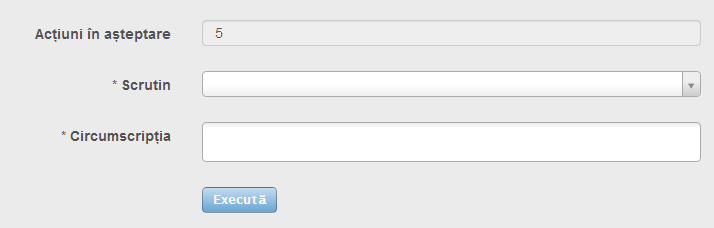 Acțiuni în așteptare 5
* Scrutin
* Circumscripția
Execută